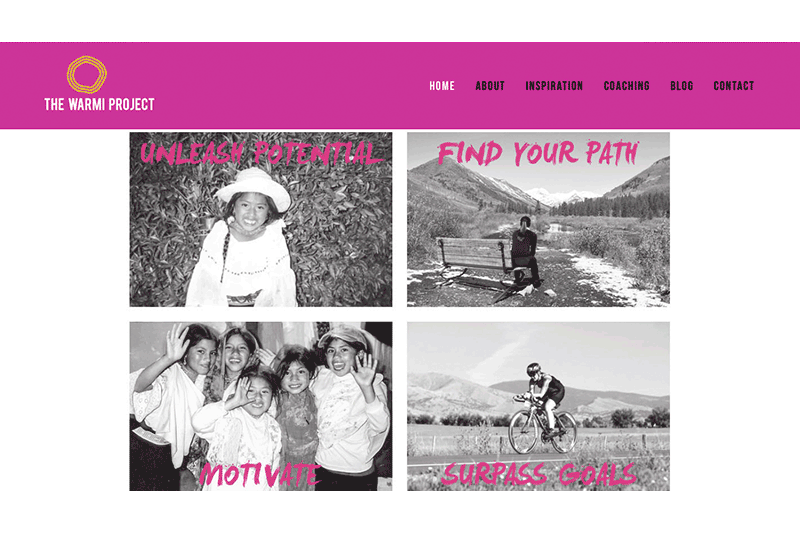 THE WARMI PROJECT
HOME ABOUT INSPIRATION COACHING BLOG CONTACT
UNLEASH POTENTIAL
FIND YOUR PATH
MOTIVATE
SURPASS GOALS